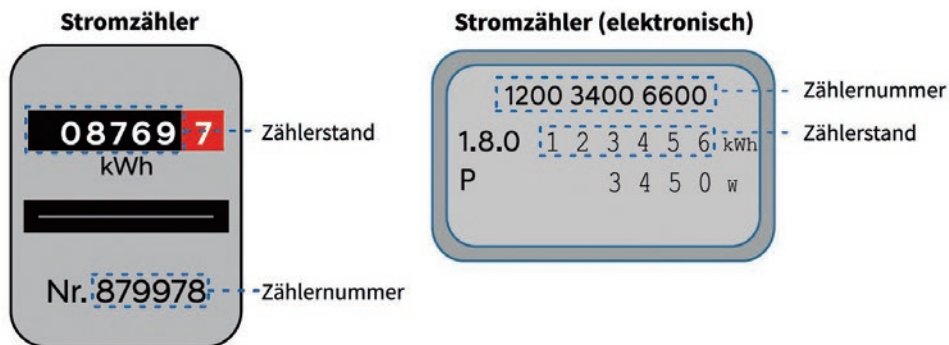 Stromzähler
08769 7
Zählerstand
kWh
Nr. 879978
Zählernummer
Stromzähler (elektronisch)
1200 3400 6600
Zählernummer
1.8.0 1 2 3 4 5 6 kWh
Zählerstand
P 3 4 5 0 W